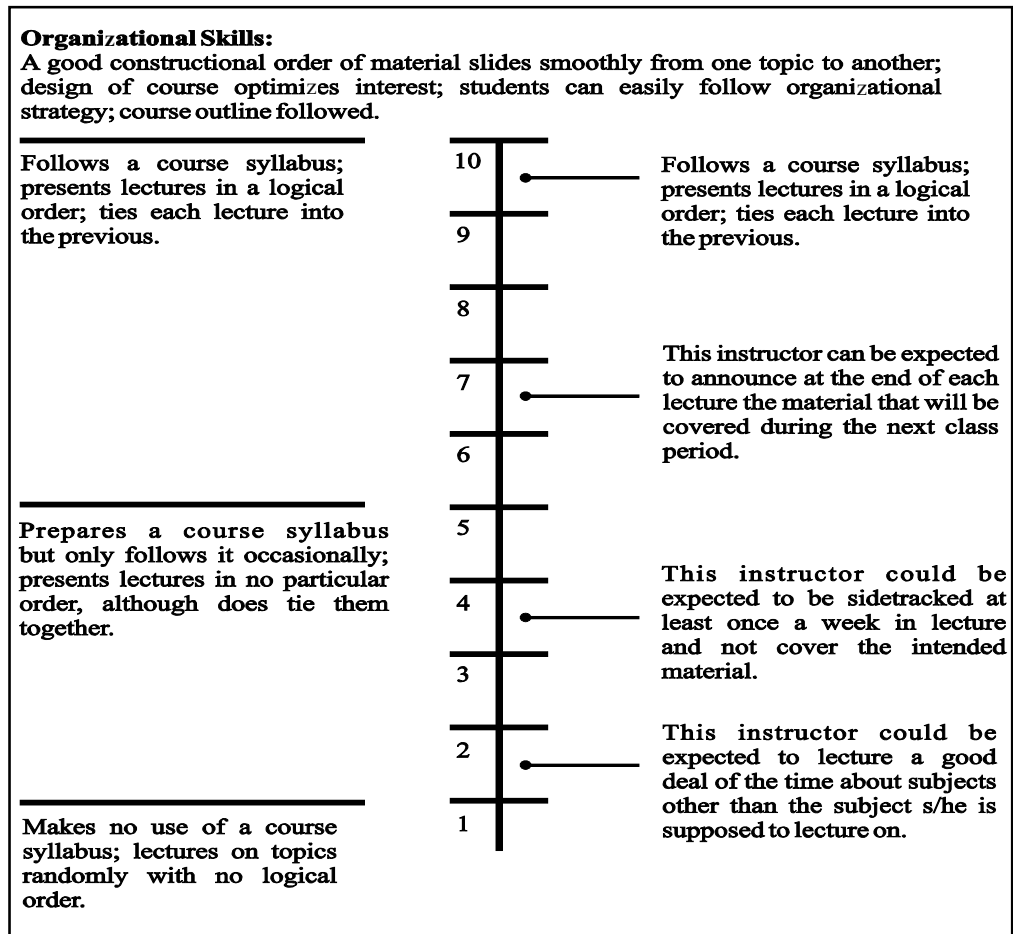 Organizational Skills:
A good constructional order of material slides smoothly from one topic to another;
design of course optimizes interest; students can easily follow organizational
strategy; course outline followed.
Follows a course syllabus;
presents lectures in a logical
order; ties each lecture into
the previous.
Prepares a course syllabus
but only follows it occasionally;
presents lectures in no particular
order, although does tie them
together.
Makes no use of a course
syllabus; lectures on topics
randomly with no logical
order.
10
9
8
7
6
5
4
3
2
1
Follows a course syllabus;
presents lectures in a logical
order; ties each lecture into
the previous.
This instructor can be expected
to announce at the end of each
lecture the material that will be
covered during the next class
period.
This instructor could be
expected to be sidetracked at
least once a week in lecture
and not cover the intended
material.
This instructor could be
expected to lecture a good
deal of the time about subjects
other than the subject s/he is
supposed to lecture on.